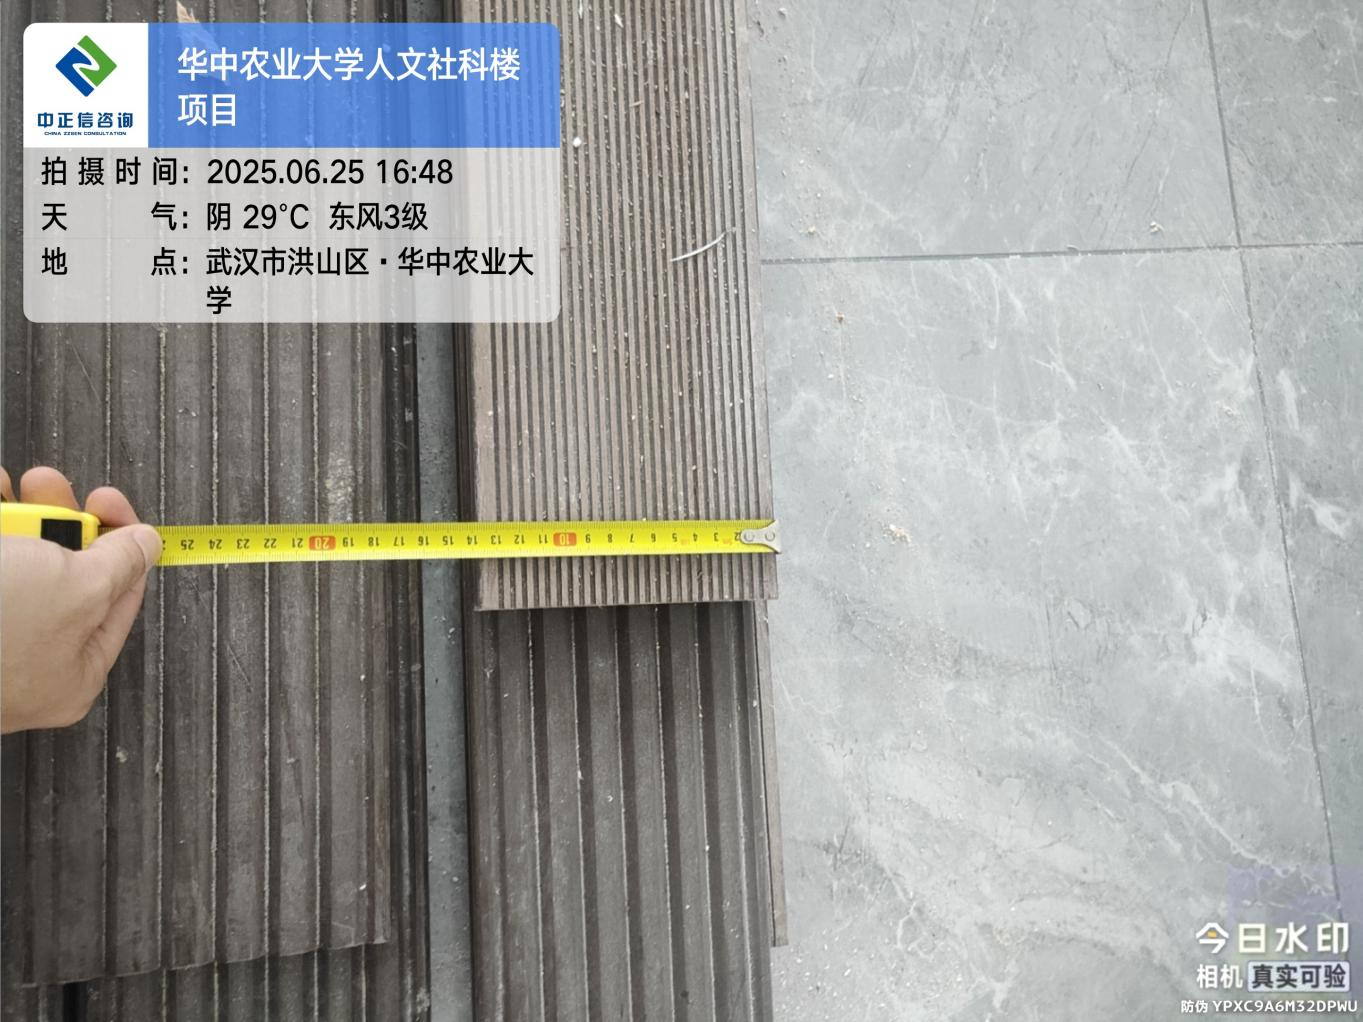 华中农业大学人文社科楼
项目
中正信咨询
CHINA ZZSEN CONSULTATION
拍摄时间：2025.06.25 16:48
天气：阴 29°C 东风3级
地点：武汉市洪山区·华中农业大
学
25 24 23 22 21 20 19 18 17 16 15 14 13 12 11 10 9 8 7 6 5 4 3 2
今日水印
相机 真实可验
防伪 YPXC9A6M32DPWU